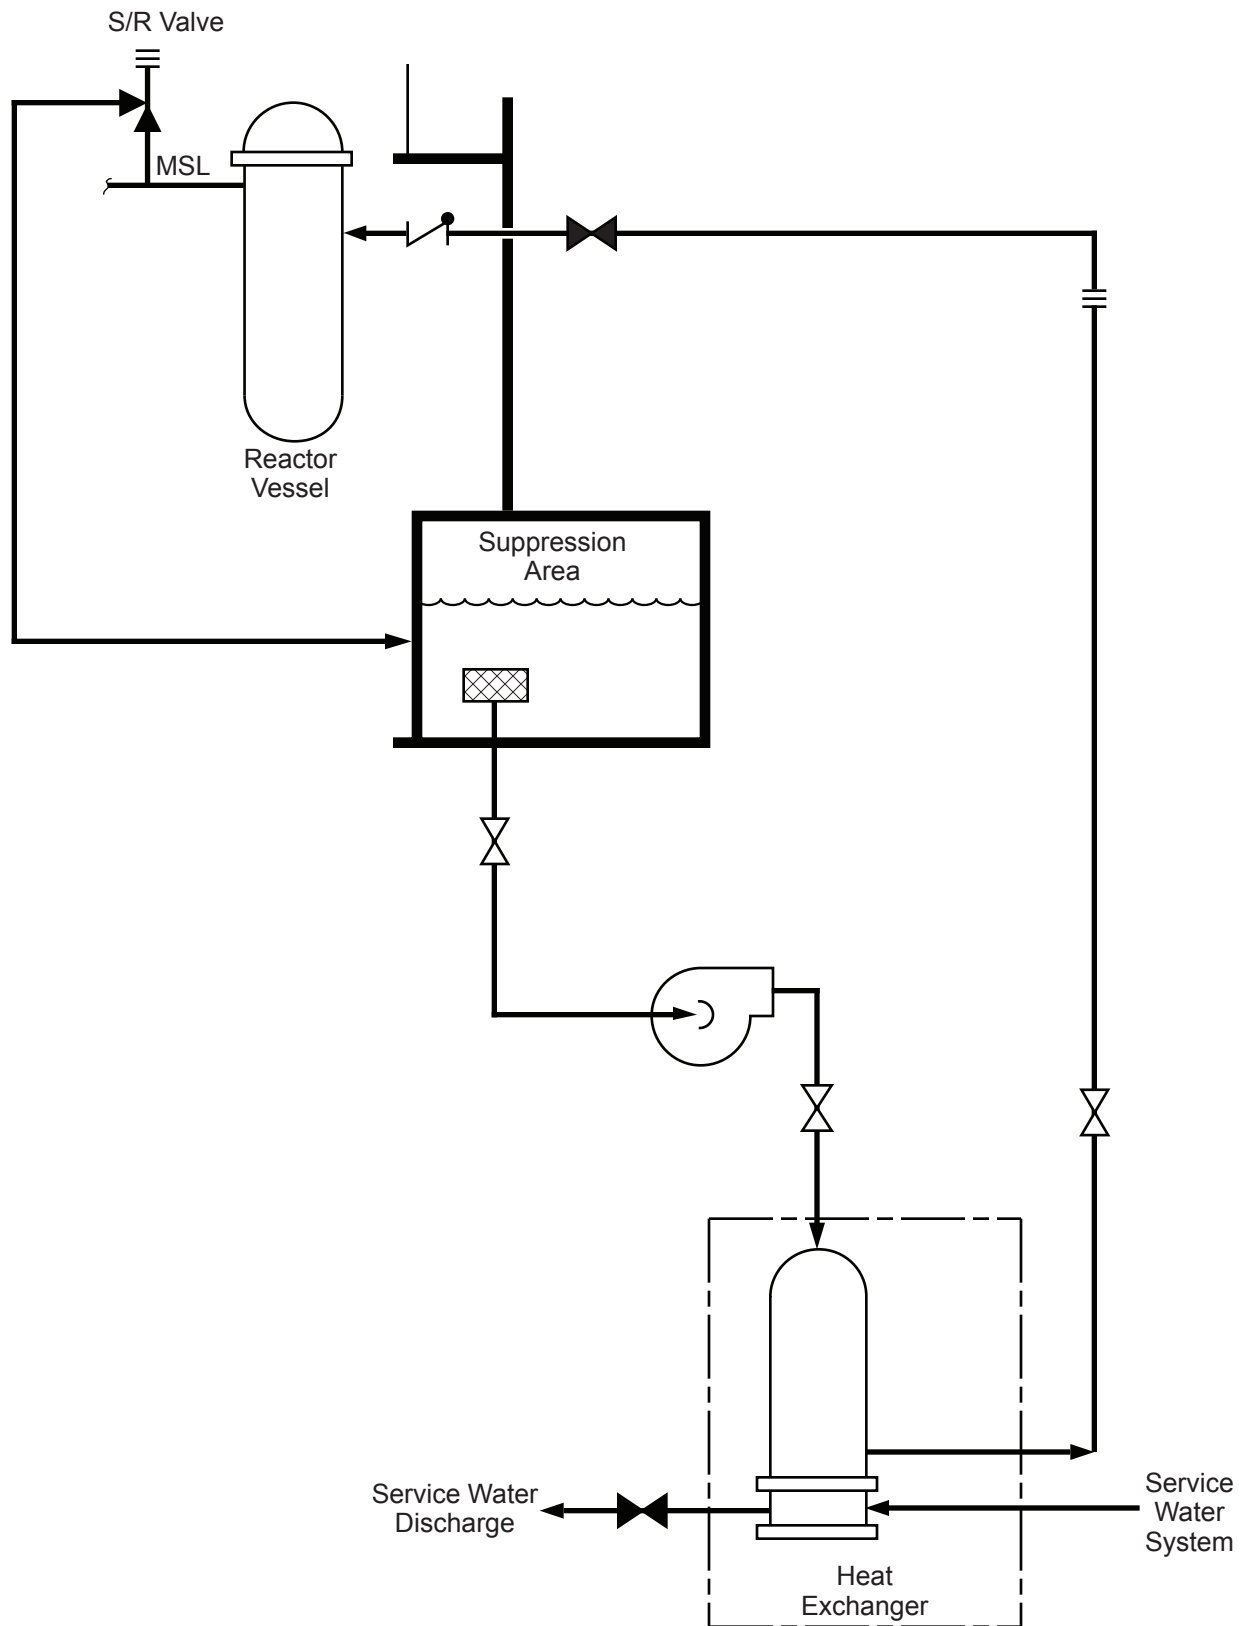 S/R Valve
MSL
Reactor
Vessel
Suppression
Area
Service Water
Discharge
Service
Water
System
Heat
Exchanger